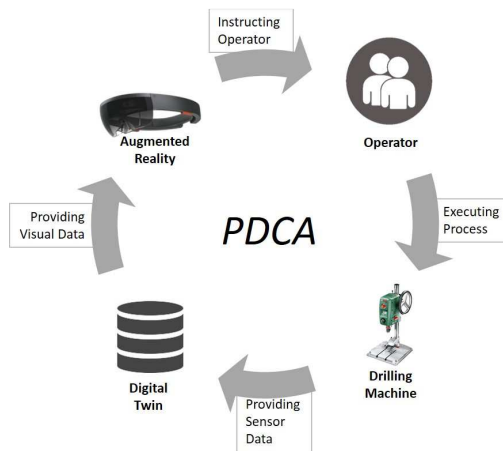 Instructing
Operator
Augmented
Reality
Operator
Providing
Visual Data
PDCA
Executing
Process
Digital
Twin
Drilling
Machine
Providing
Sensor
Data